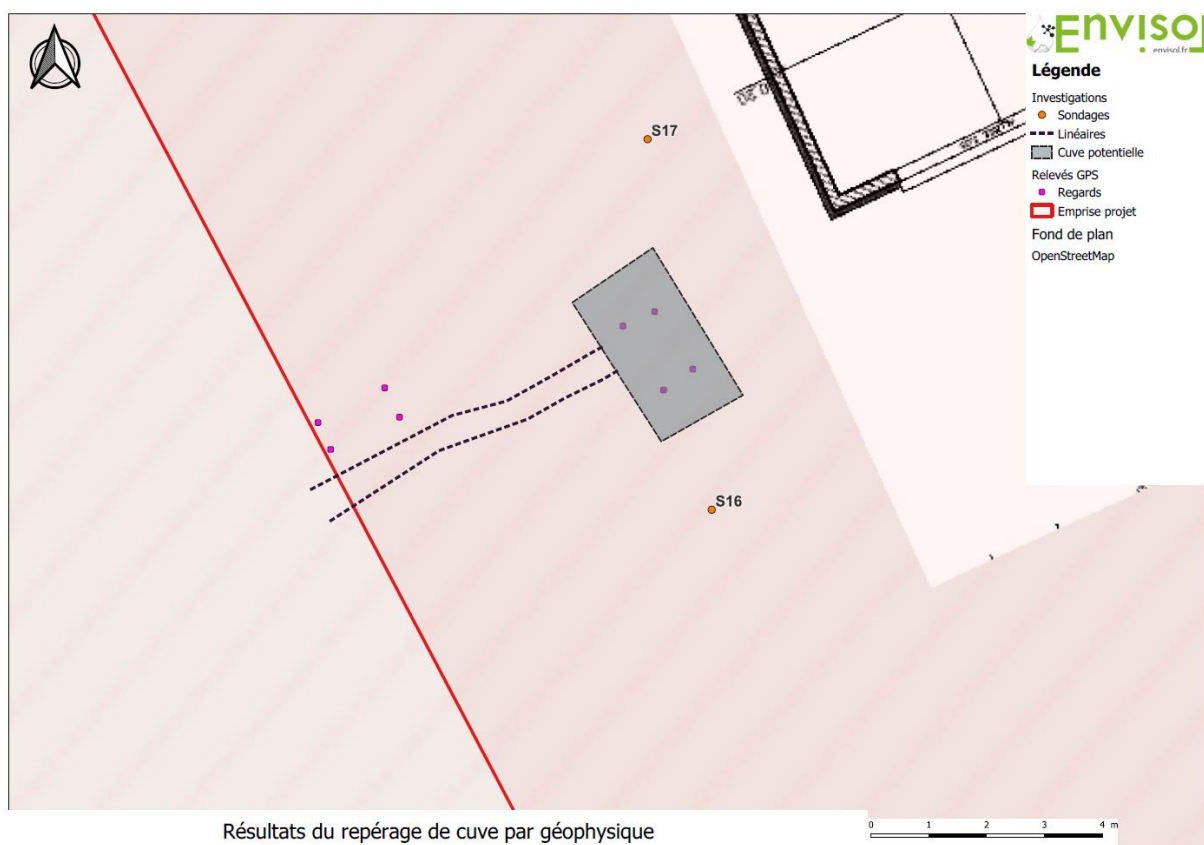 Envisol
envisol.fr
Légende
Investigations
Sondages
Linéaires
Cuve potentielle
Relevés GPS
Regards
Emprise projet
Fond de plan
OpenStreetMap
S17
S16
Résultats du repérage de cuve par géophysique
0 1 2 3 4 m